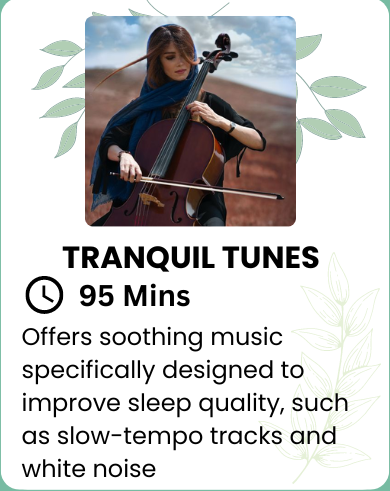 TRANQUIL TUNES
95 Mins
Offers soothing music
specifically designed to
improve sleep quality, such
as slow-tempo tracks and
white noise